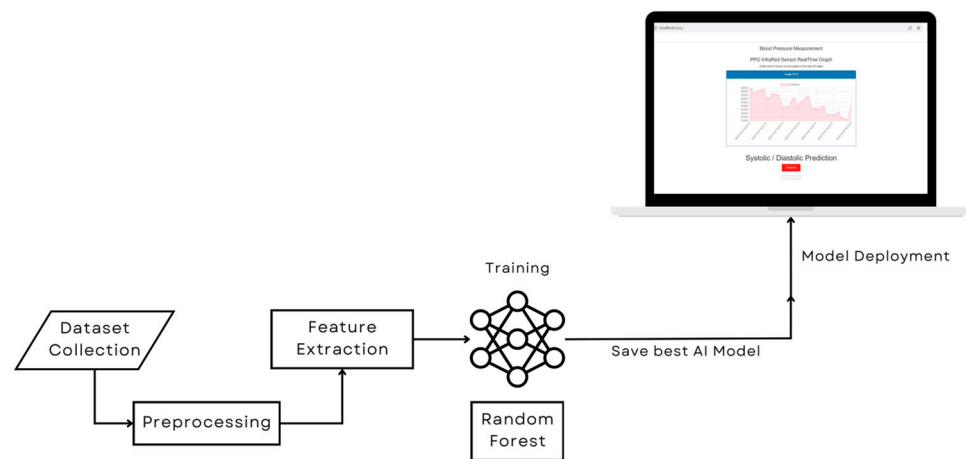 Blood Pressure Measurement
PPG InfraRed Sensor RealTime Graph
Systolic / Diastolic Prediction
Model Deployment
Training
Dataset
Collection
Feature
Extraction
Save best AI Model
Preprocessing
Random
Forest